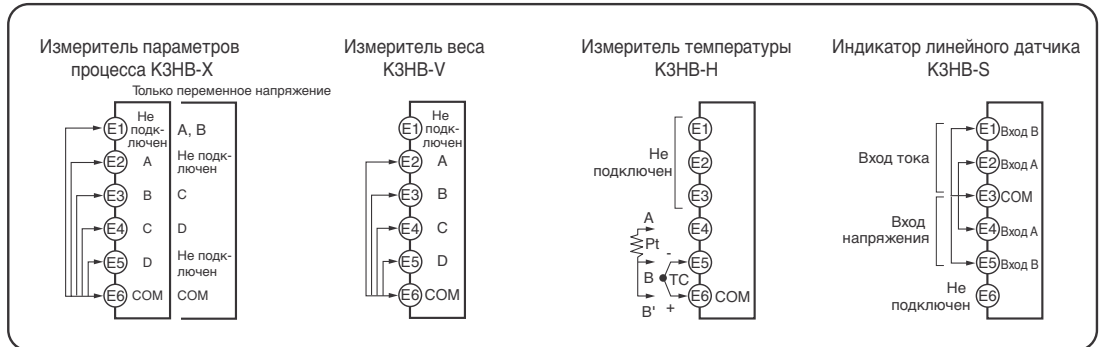 Измеритель параметров
процесса K3HB-X
Только переменное напряжение
E1 Не подк-лючен A, B
E2 A Не подк-лючен
E3 B C
E4 C D
E5 D Не подк-лючен
E6 COM COM
Измеритель веса
K3HB-V
E1 Не подк-лючен
E2 A
E3 B
E4 C
E5 D
E6 COM
Измеритель температуры
K3HB-H
E1
Не
подключен
E2
E3
A
E4
Pt
-
E5
B
TC
E6 COM
B'
+
Индикатор линейного датчика
K3HB-S
Вход тока
E1 Вход B
E2 Вход A
E3 COM
Вход
напряжения
E4 Вход A
E5 Вход B
Не
подключен
E6